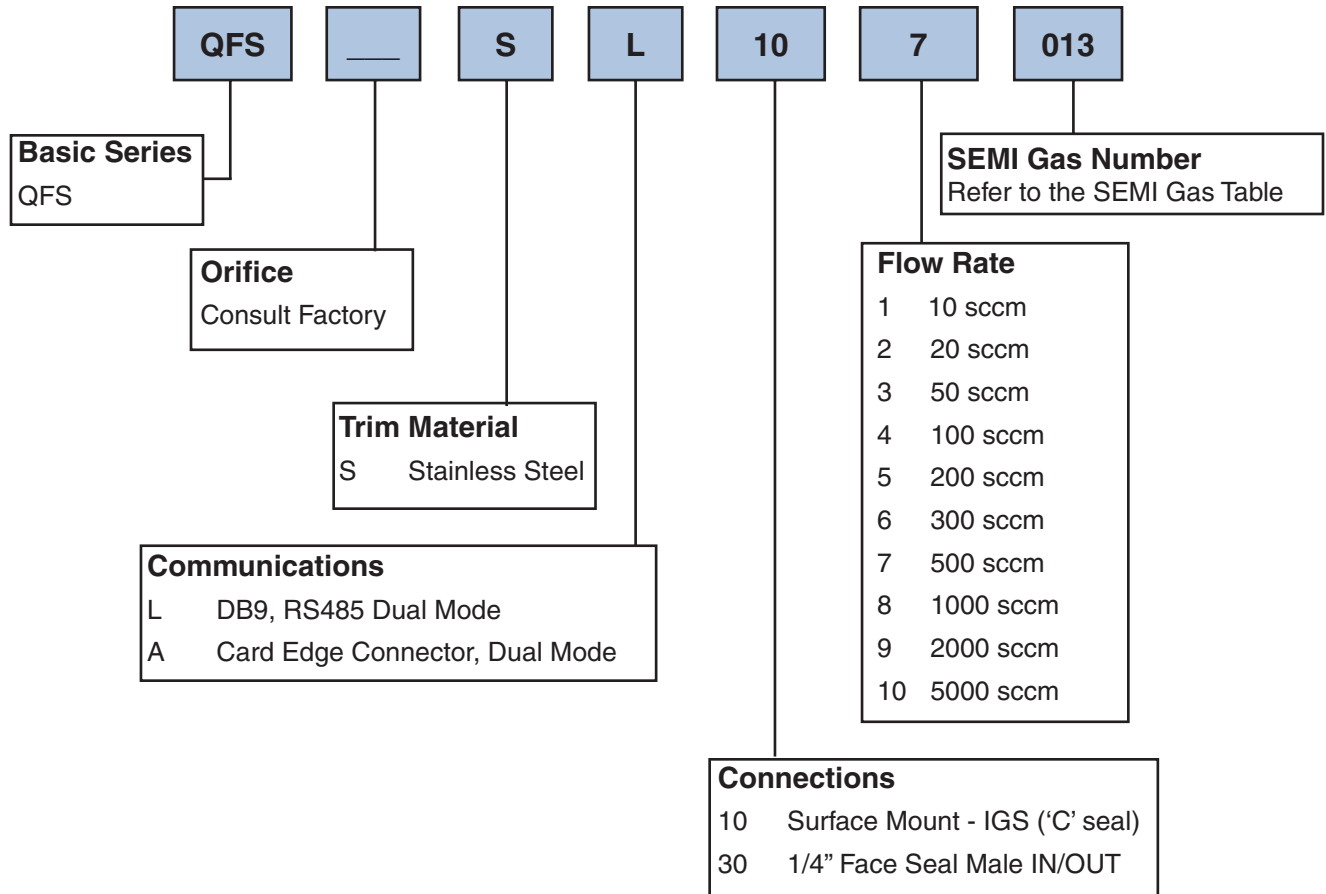 QFS ___ S L 10 7 013
Basic Series
QFS
SEMI Gas Number
Refer to the SEMI Gas Table
Orifice
Consult Factory
Flow Rate
1 10 sccm
2 20 sccm
3 50 sccm
4 100 sccm
5 200 sccm
6 300 sccm
7 500 sccm
8 1000 sccm
9 2000 sccm
10 5000 sccm
Trim Material
S Stainless Steel
Communications
L DB9, RS485 Dual Mode
A Card Edge Connector, Dual Mode
Connections
10 Surface Mount - IGS (‘C’ seal)
30 1/4” Face Seal Male IN/OUT